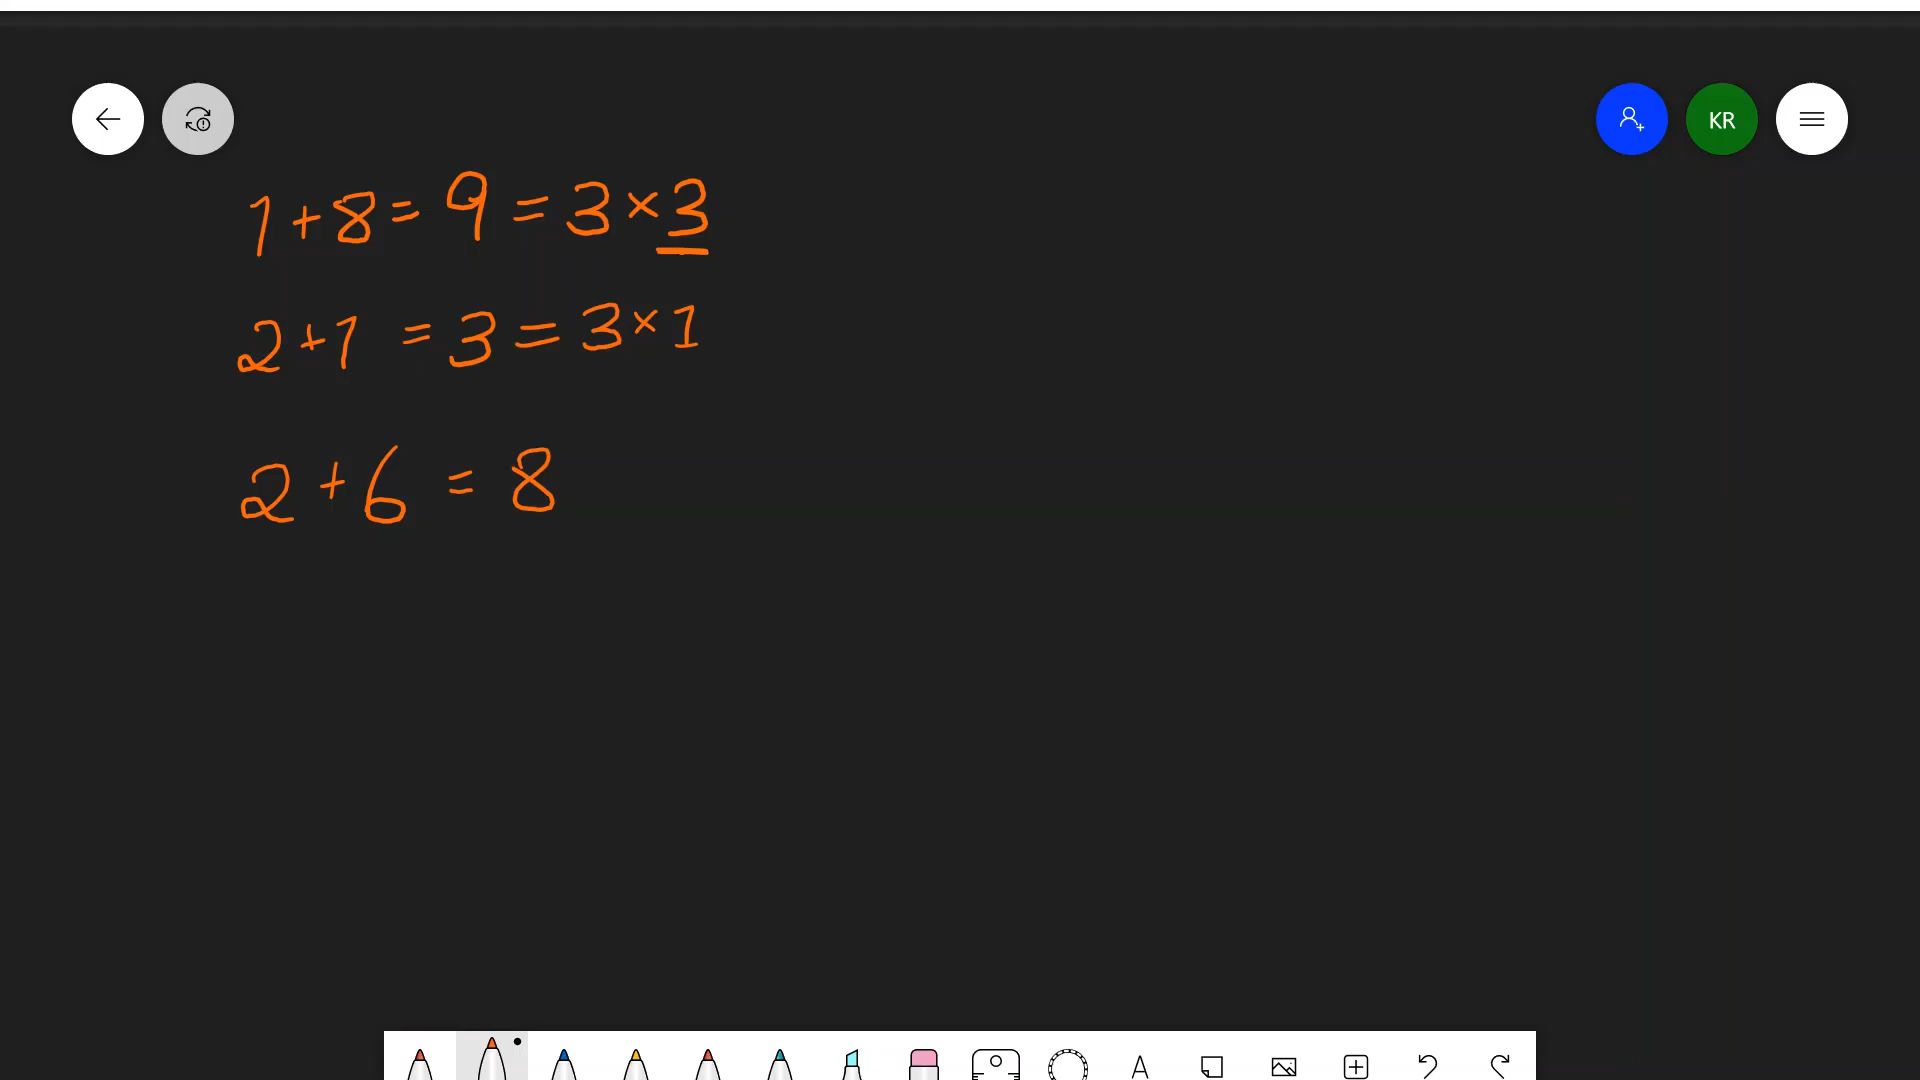 KR
1+8= 9 = 3×3
2+1 = 3 = 3×1
2+6 = 8
A